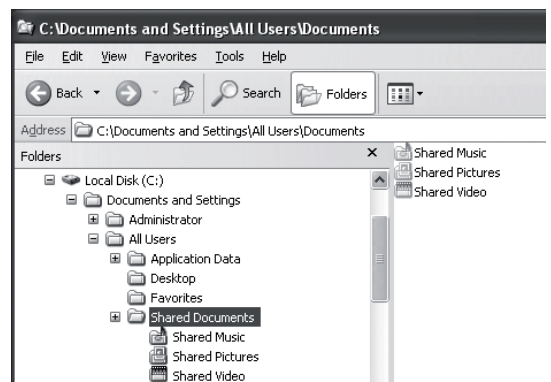 C:\Documents and Settings\All Users\Documents
File Edit View Favorites Tools Help
Back Search Folders
Address C:\Documents and Settings\All Users\Documents
Folders
Local Disk (C:)
Documents and Settings
Administrator
All Users
Application Data
Desktop
Favorites
Shared Documents
Shared Music
Shared Pictures
Shared Video
Shared Music
Shared Pictures
Shared Video